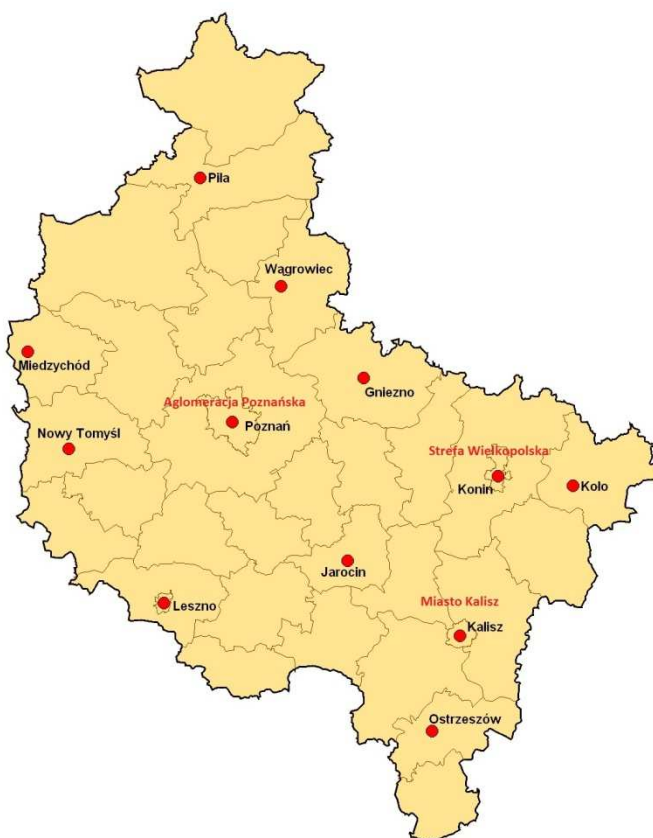 Piła
Wągrowiec
Miedzychód
Gniezno
Aglomeracja Poznańska
Poznań
Nowy Tomyśl
Strefa Wielkopolska
Konin
Koło
Jarocin
Leszno
Miasto Kalisz
Kalisz
Ostrzeszów